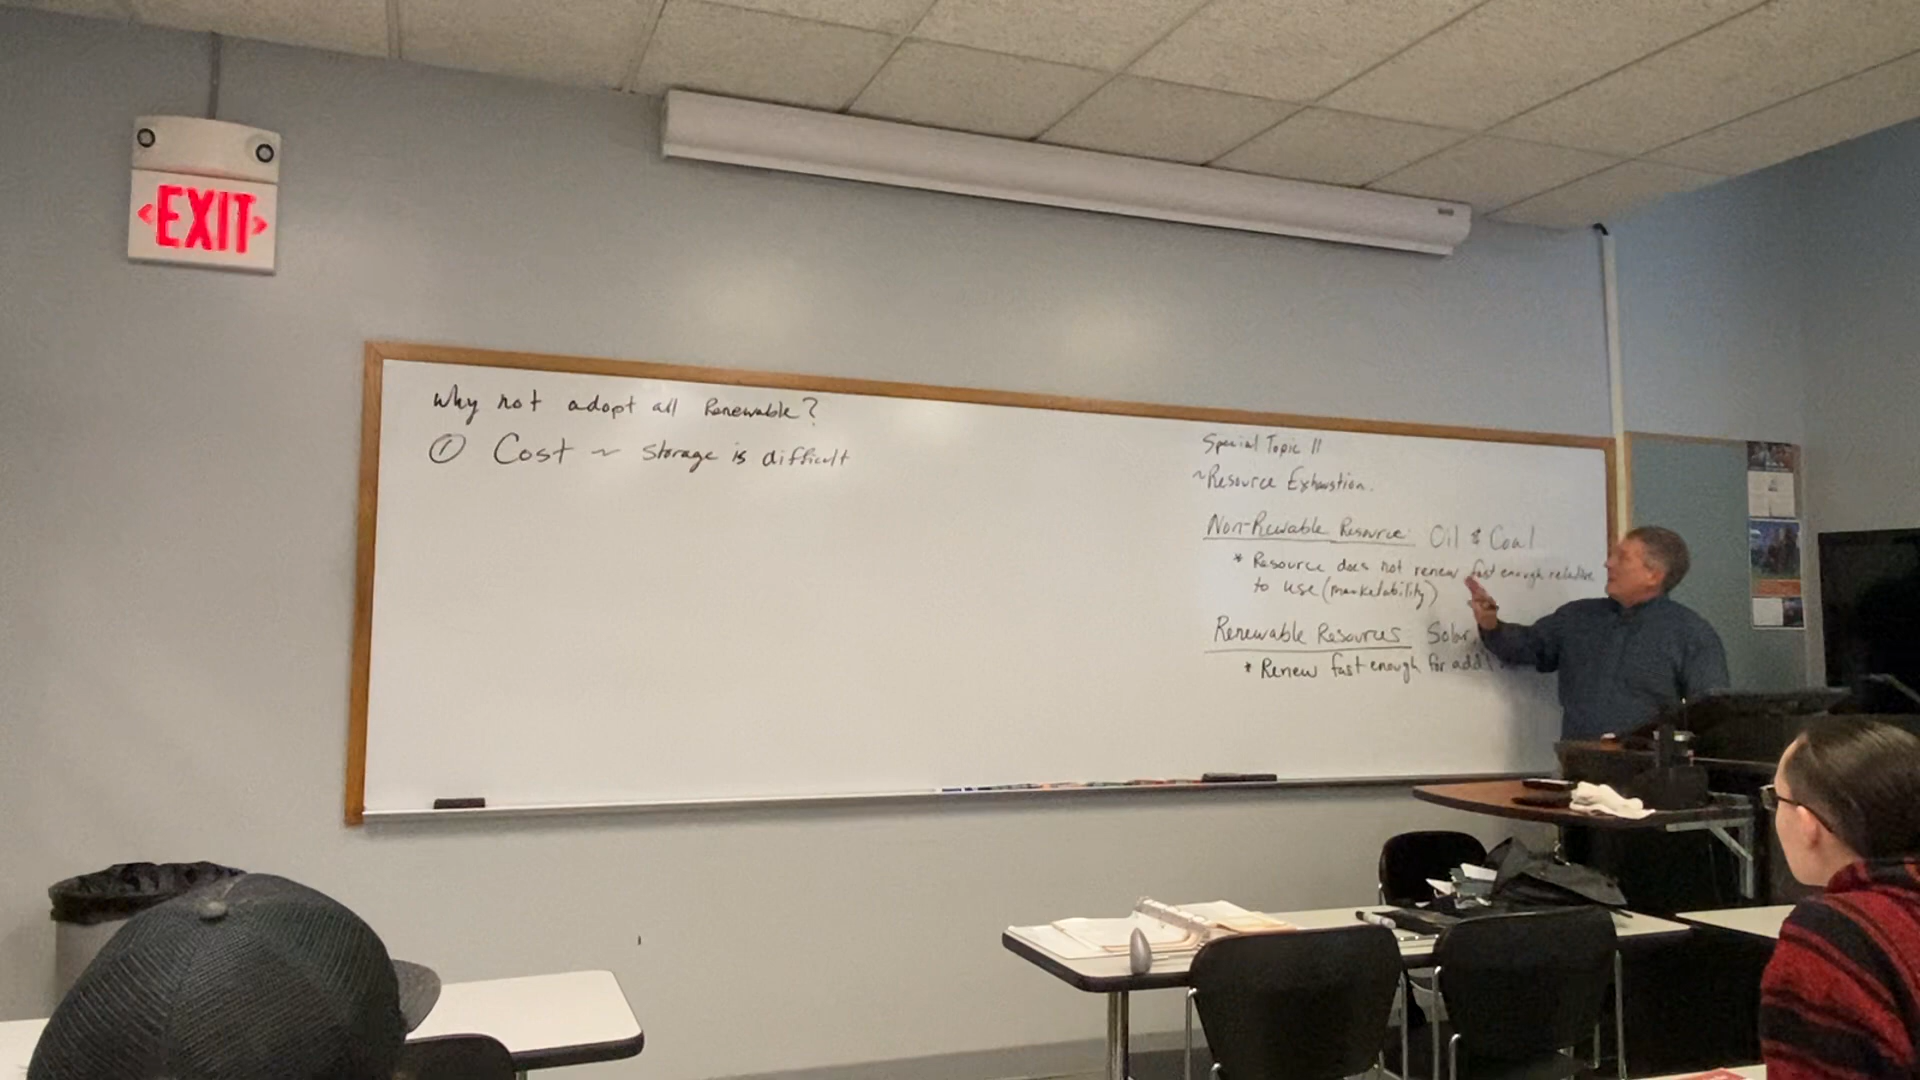 EXIT
Why not adopt all Renewable?
① Cost ~ storage is difficult
Special Topic 11
~Resource Exhaustion.
Non-Rewable Resource: Oil & Coal
* Resource does not renew fast enough relative
to use (marketability)
Renewable Resources Solar,
* Renew fast enough for add'l